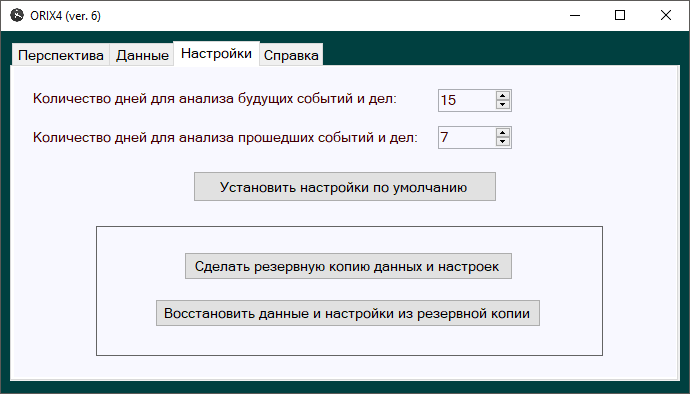 ORIX4 (ver. 6)
Перспектива Данные Настройки Справка
Количество дней для анализа будущих событий и дел: 15
Количество дней для анализа прошедших событий и дел: 7
Установить настройки по умолчанию
Сделать резервную копию данных и настроек
Восстановить данные и настройки из резервной копии